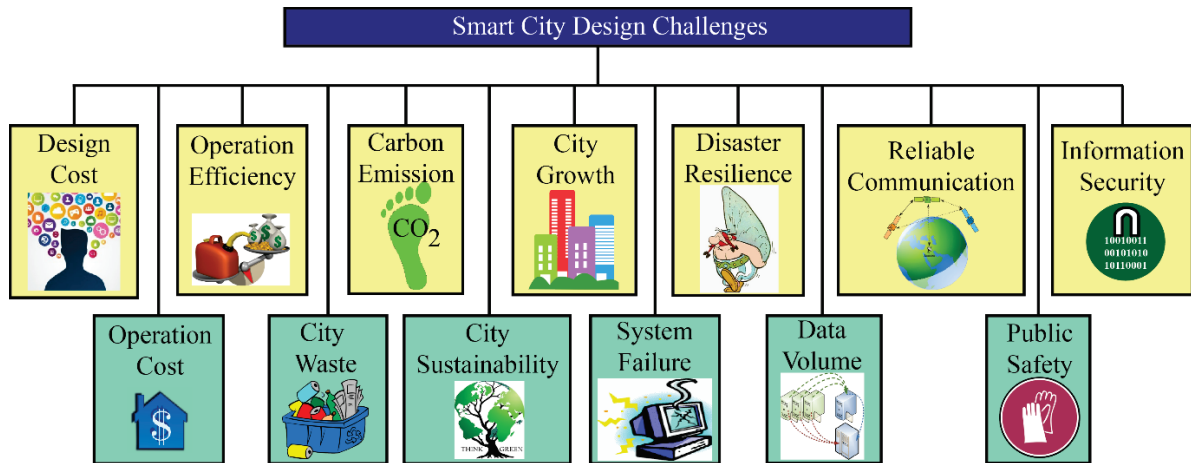 Smart City Design Challenges
Design
Cost
Operation
Efficiency
Carbon
Emission
CO2
City
Growth
Disaster
Resilience
Reliable
Communication
Information
Security
10010011
00101010
10110001
Operation
Cost
$
City
Waste
City
Sustainability
THINK GREEN
System
Failure
Data
Volume
Public
Safety